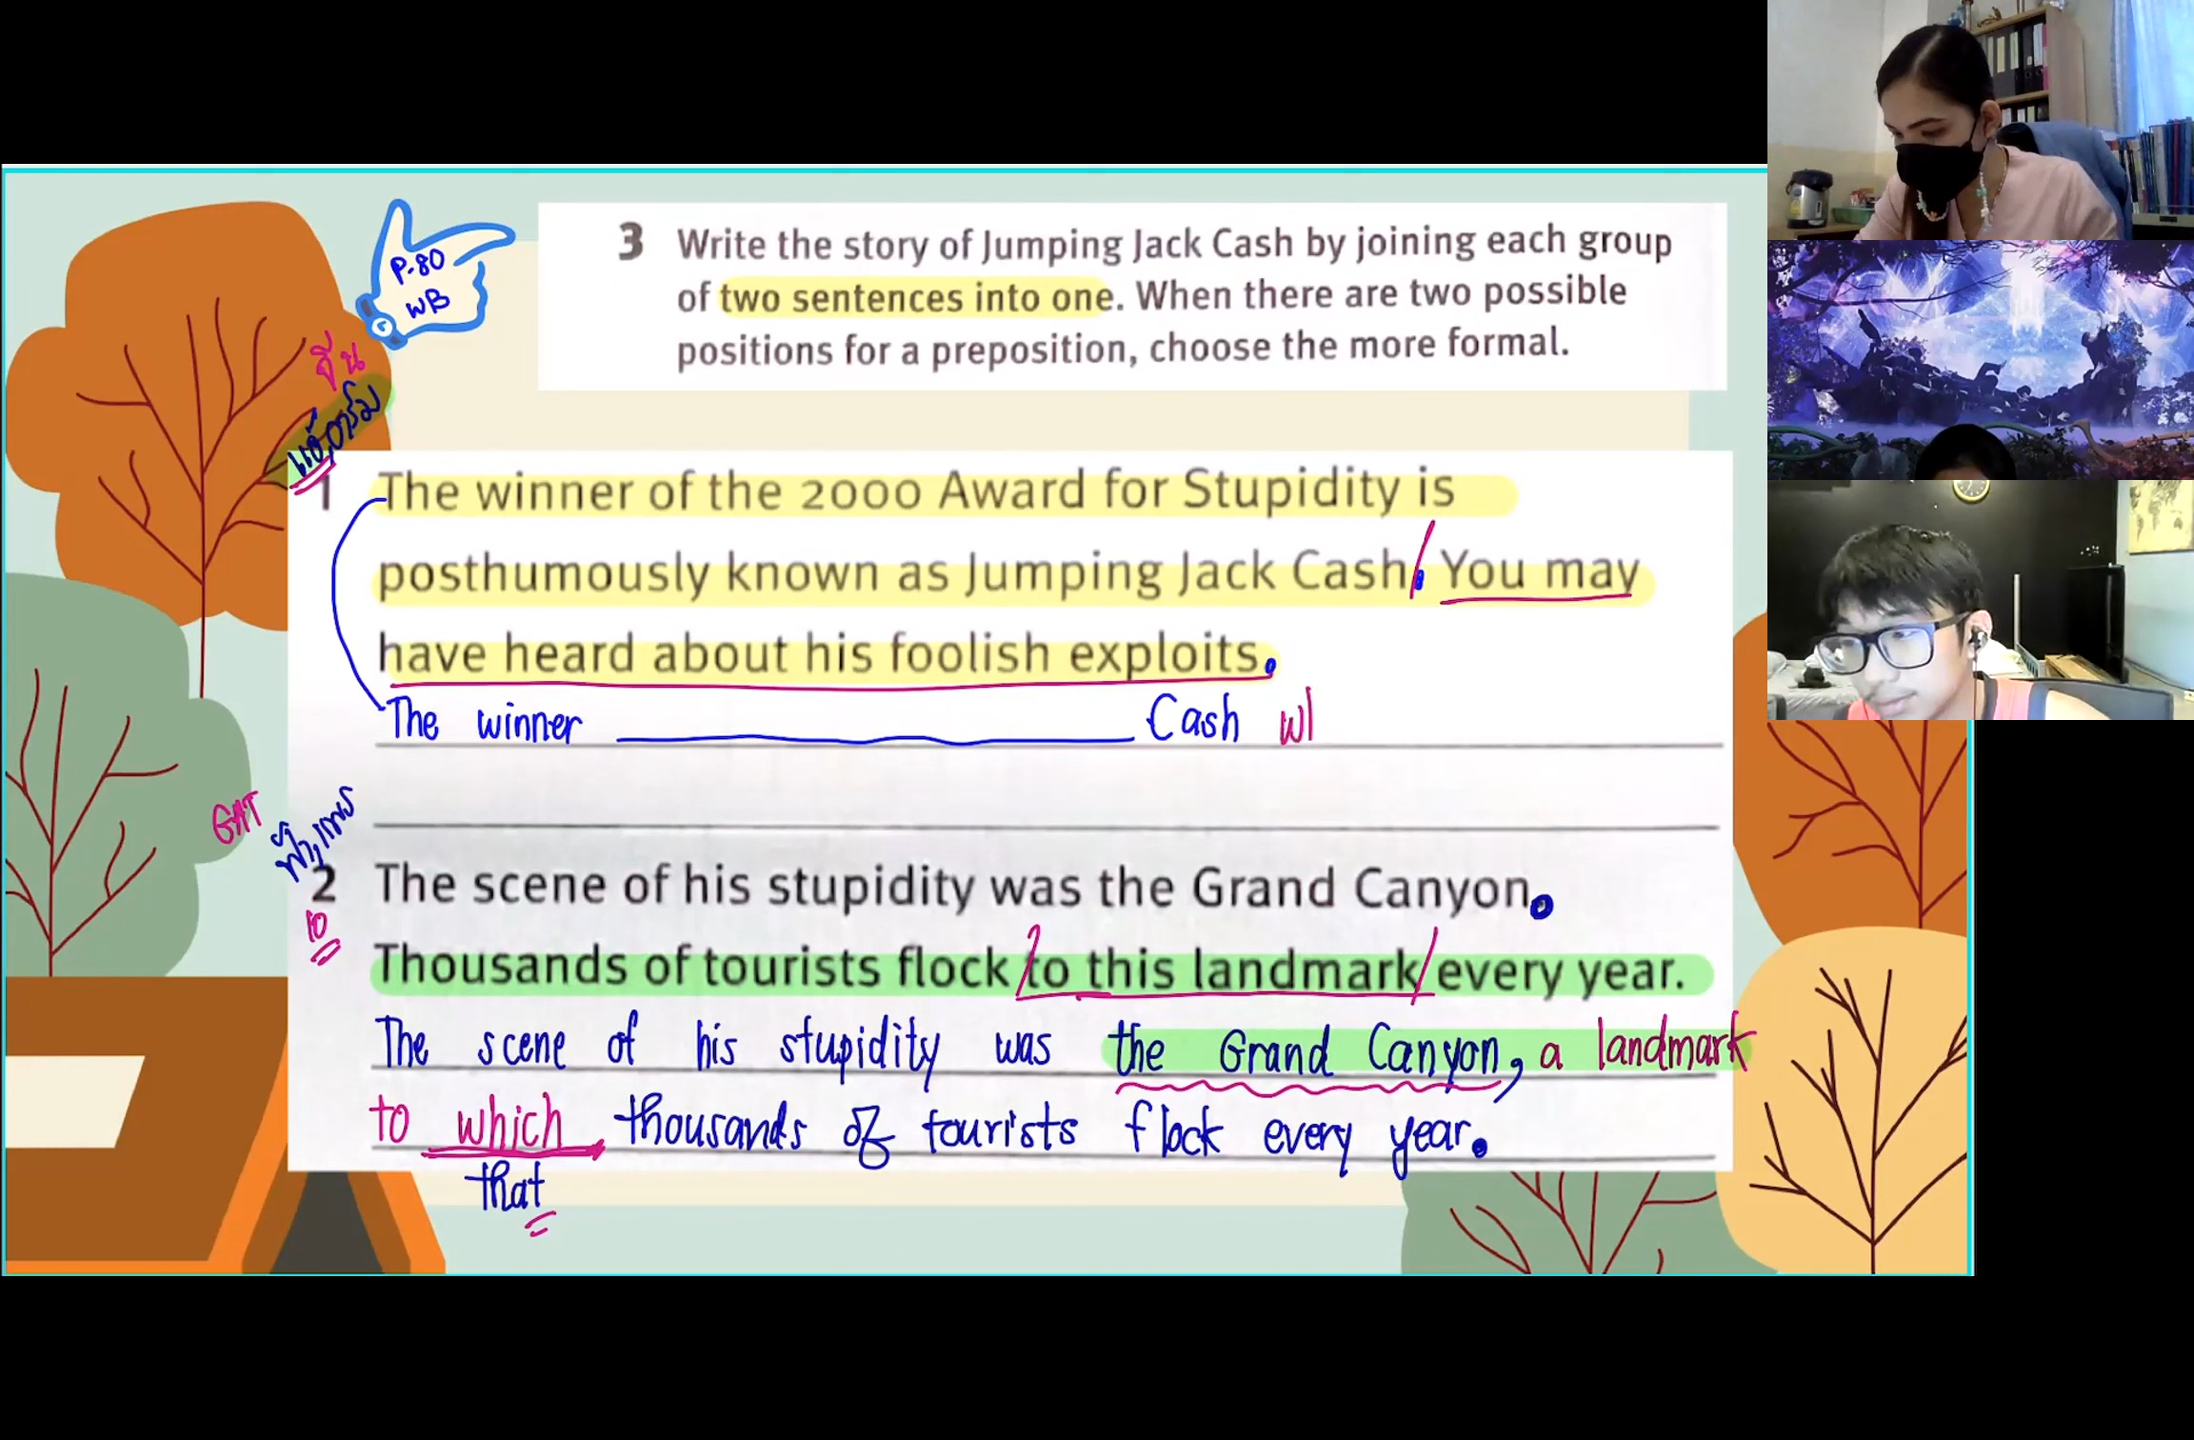 P.80
WB
3 Write the story of Jumping Jack Cash by joining each group
of two sentences into one. When there are two possible
positions for a preposition, choose the more formal.
จีน
1 The winner of the 2000 Award for Stupidity is
posthumously known as Jumping Jack Cash. You may
have heard about his foolish exploits.
The winner Cash wl
GAT
2 The scene of his stupidity was the Grand Canyon.
Thousands of tourists flock to this landmark every year.
The scene of his stupidity was the Grand Canyon, a landmark
to which thousands of tourists flock every year.
that